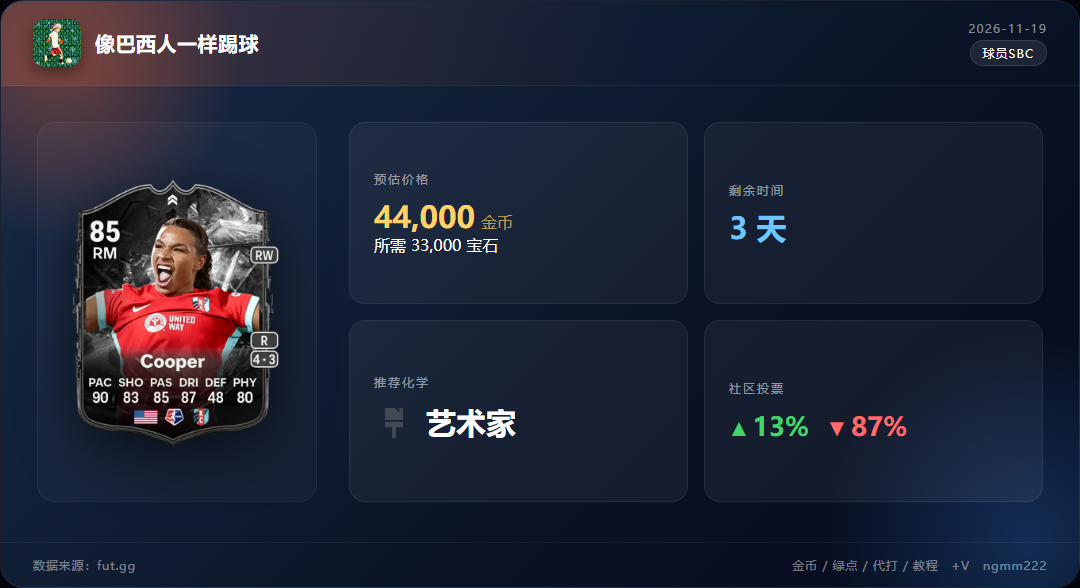 像巴西人一样踢球
2026-11-19
球员SBC
85
RM
RW
UNITED
WAY
R
4·3
Cooper
PAC SHO PAS DRI DEF PHY
90 83 85 87 48 80
预估价格
44,000 金币
所需 33,000 宝石
剩余时间
3 天
推荐化学
艺术家
社区投票
▲13% ▼87%
数据来源：fut.gg
金币 / 绿点 / 代打 / 教程 +V ngmm222